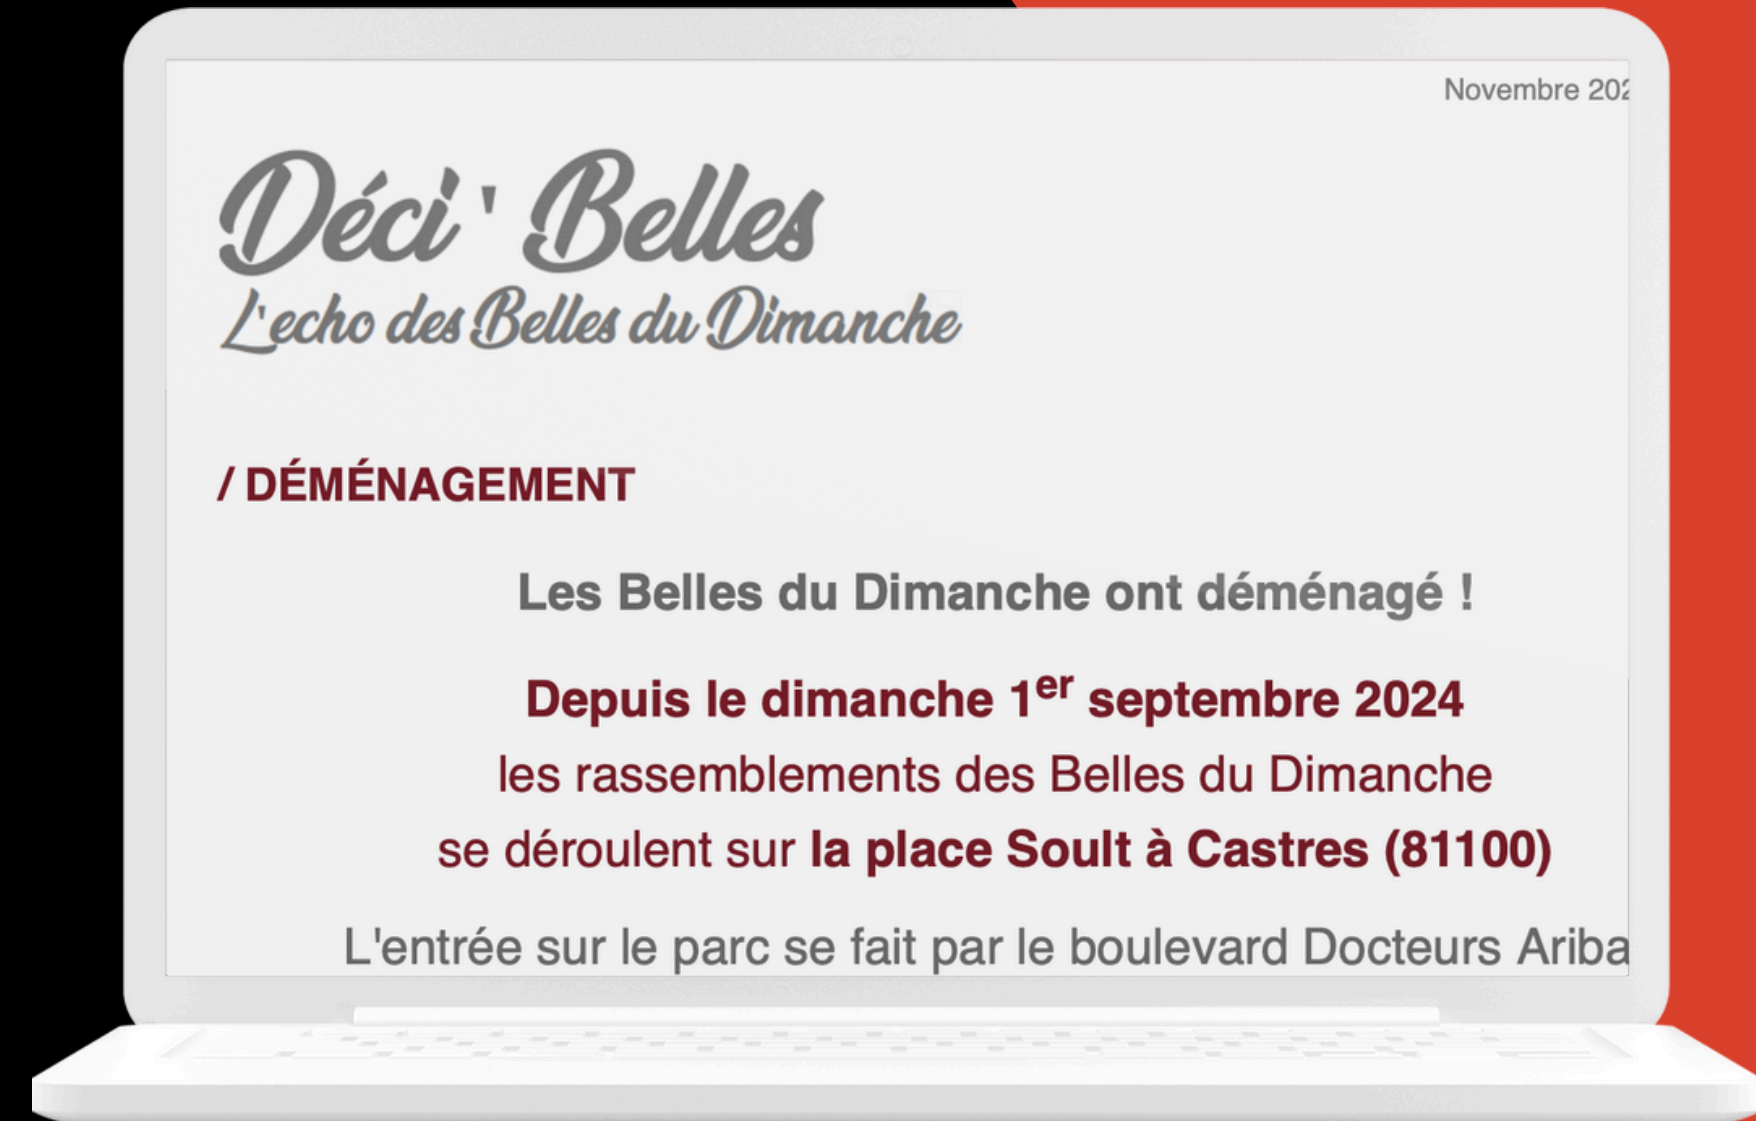 Novembre
Déci' Belles
L'echo des Belles du Dimanche
/ DÉMÉNAGEMENT
Les Belles du Dimanche ont déménagé !
Depuis le dimanche 1er septembre 2024
les rassemblements des Belles du Dimanche
se déroulent sur la place Soult à Castres (81100)
L'entrée sur le parc se fait par le boulevard Docteurs